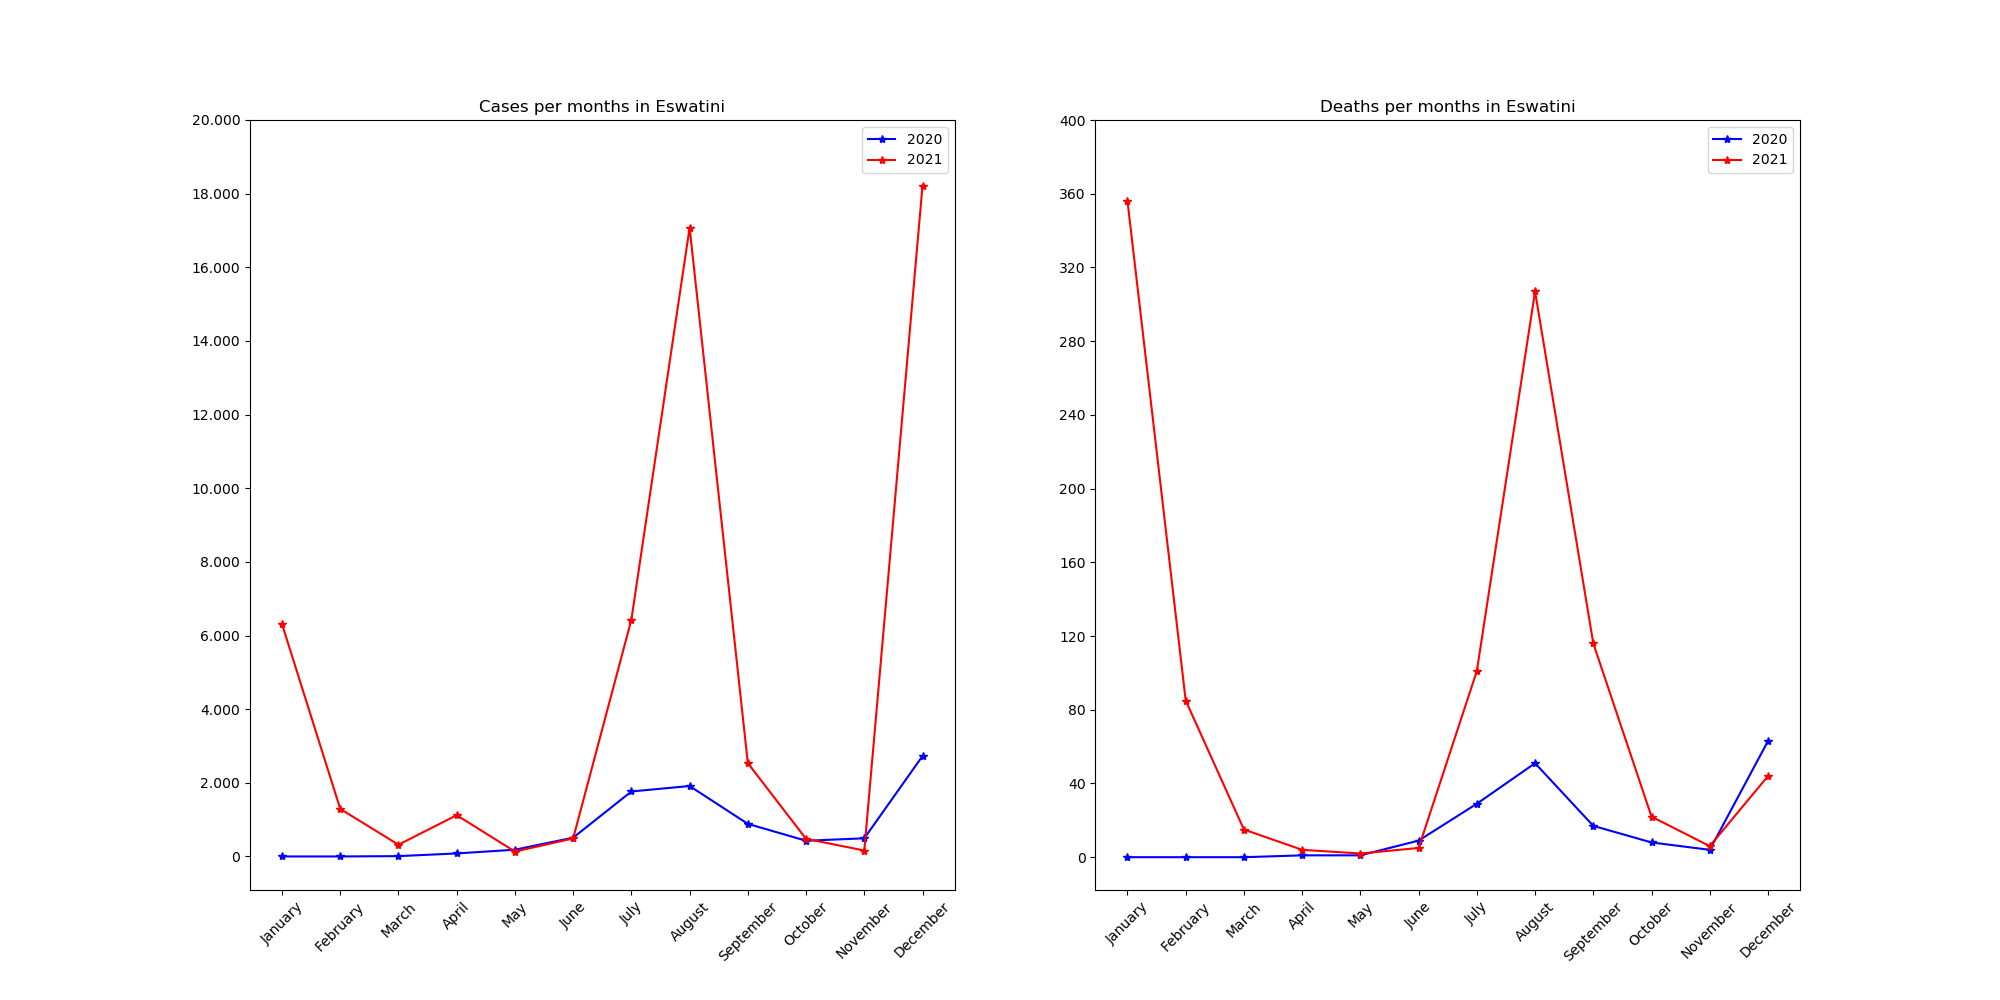 Cases per months in Eswatini
20.000
18.000
16.000
14.000
12.000
10.000
8.000
6.000
4.000
2.000
0
2020
2021
January
February
March
April
May
June
July
August
September
October
November
December
Deaths per months in Eswatini
400
360
320
280
240
200
160
120
80
40
0
2020
2021
January
February
March
April
May
June
July
August
September
October
November
December